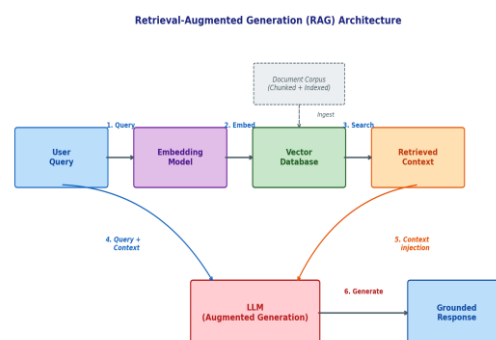 Retrieval-Augmented Generation (RAG) Architecture
Document Corpus
(Chunked + Indexed)
Ingest
1. Query
2. Embed
3. Search
User
Query
Embedding
Model
Vector
Database
Retrieved
Context
4. Query +
Context
5. Context
Injection
LLM
(Augmented Generation)
6. Generate
Grounded
Response